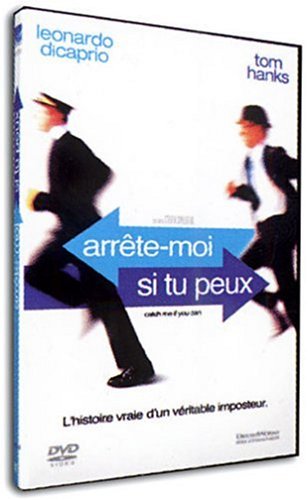 leonardo
dicaprio
tom
hanks
arrête-moi
si tu peux
catch me if you can
L'histoire vraie d'un véritable imposteur.
DVD
VIDEO